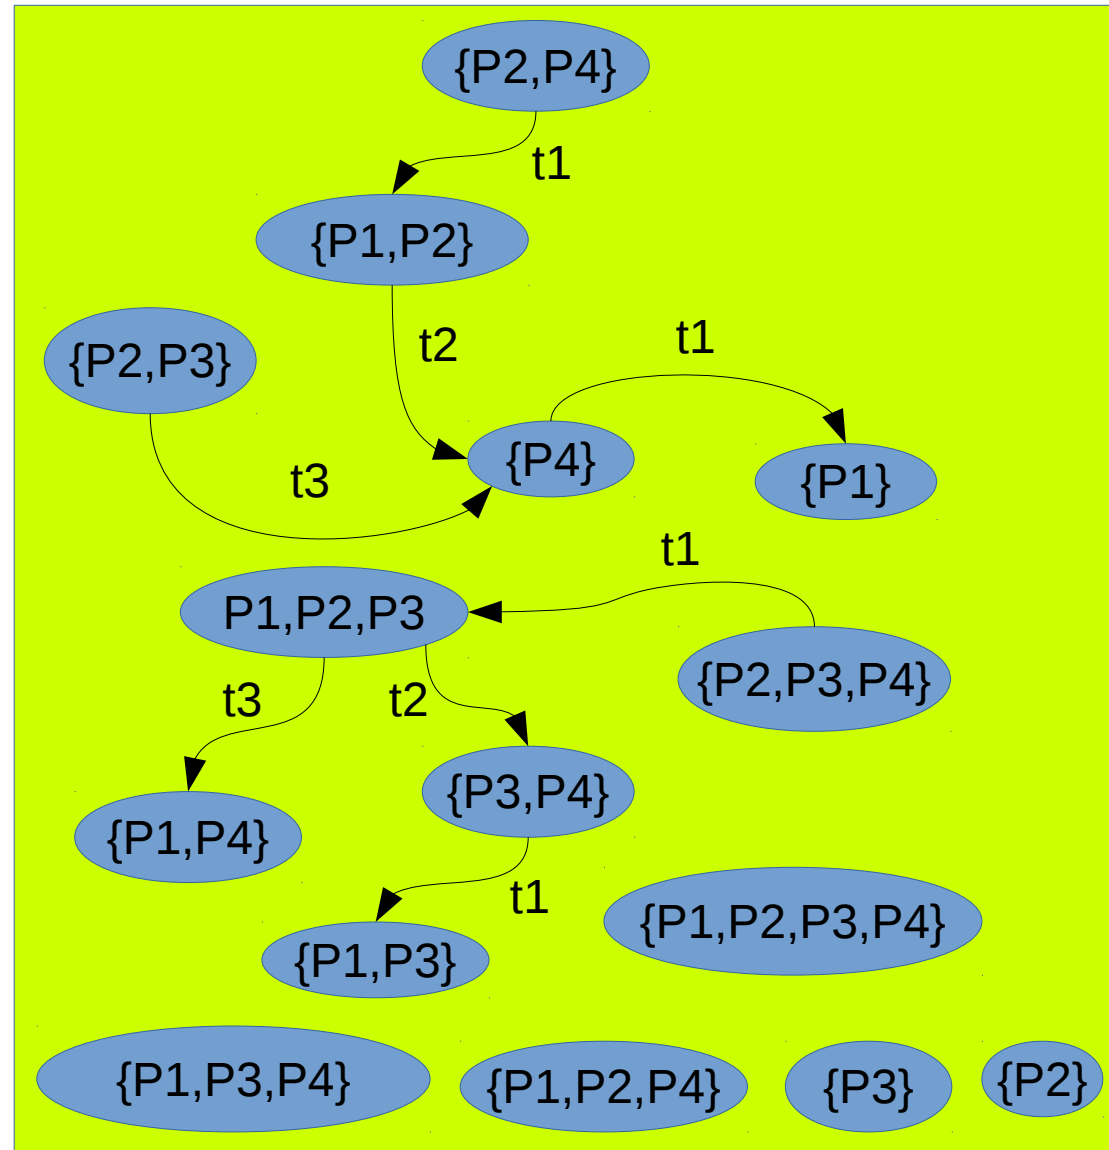 {P2,P4}
t1
{P1,P2}
t2
t1
{P2,P3}
{P4}
{P1}
t3
t1
P1,P2,P3
{P2,P3,P4}
t3
t2
{P3,P4}
{P1,P4}
t1
{P1,P2,P3,P4}
{P1,P3}
{P1,P3,P4}
{P1,P2,P4}
{P3}
{P2}